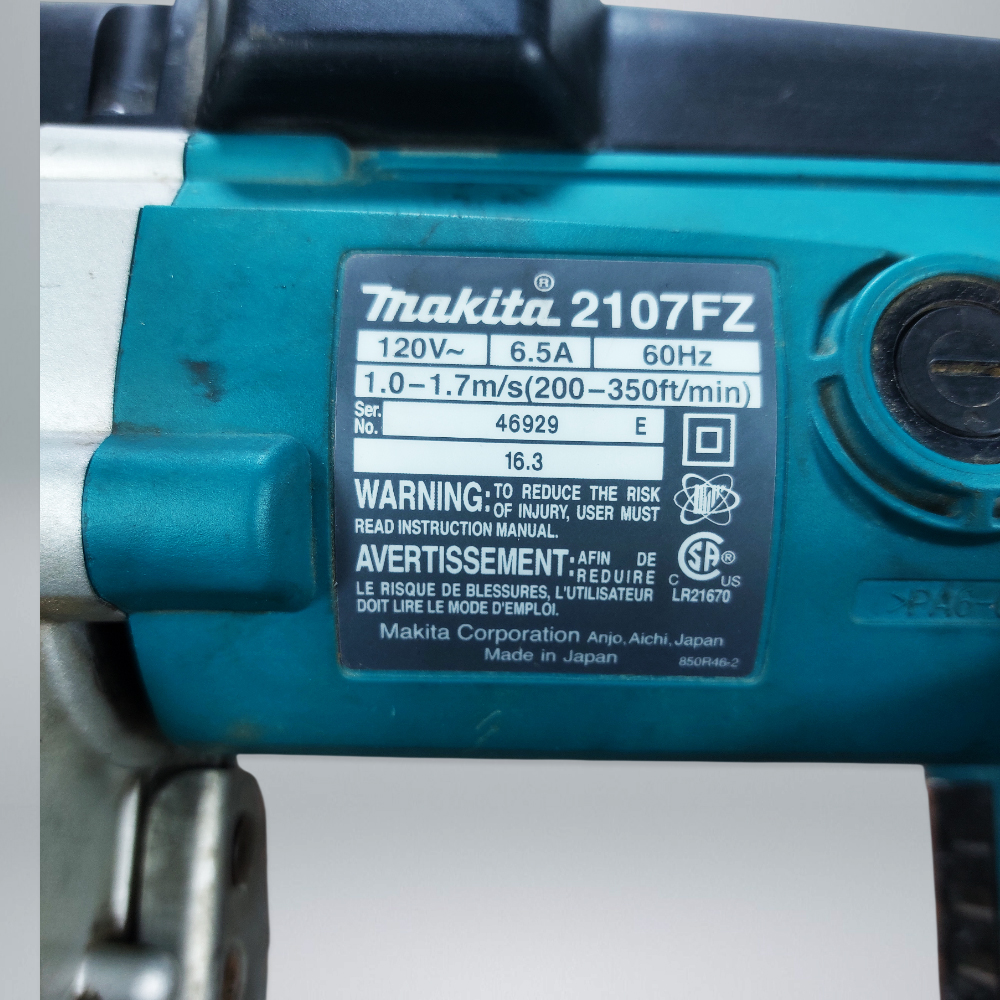 makita® 2107FZ
120V~ 6.5A 60Hz
1.0–1.7m/s(200–350ft/min)
Ser. No. 46929 E
16.3
WARNING: TO REDUCE THE RISK
OF INJURY, USER MUST
READ INSTRUCTION MANUAL.
AVERTISSEMENT: AFIN DE
REDUIRE
LE RISQUE DE BLESSURES, L'UTILISATEUR
DOIT LIRE LE MODE D'EMPLOI.
C SA® US
LR21670
Makita Corporation Anjo, Aichi, Japan
Made in Japan 850R46-2
>PA6-